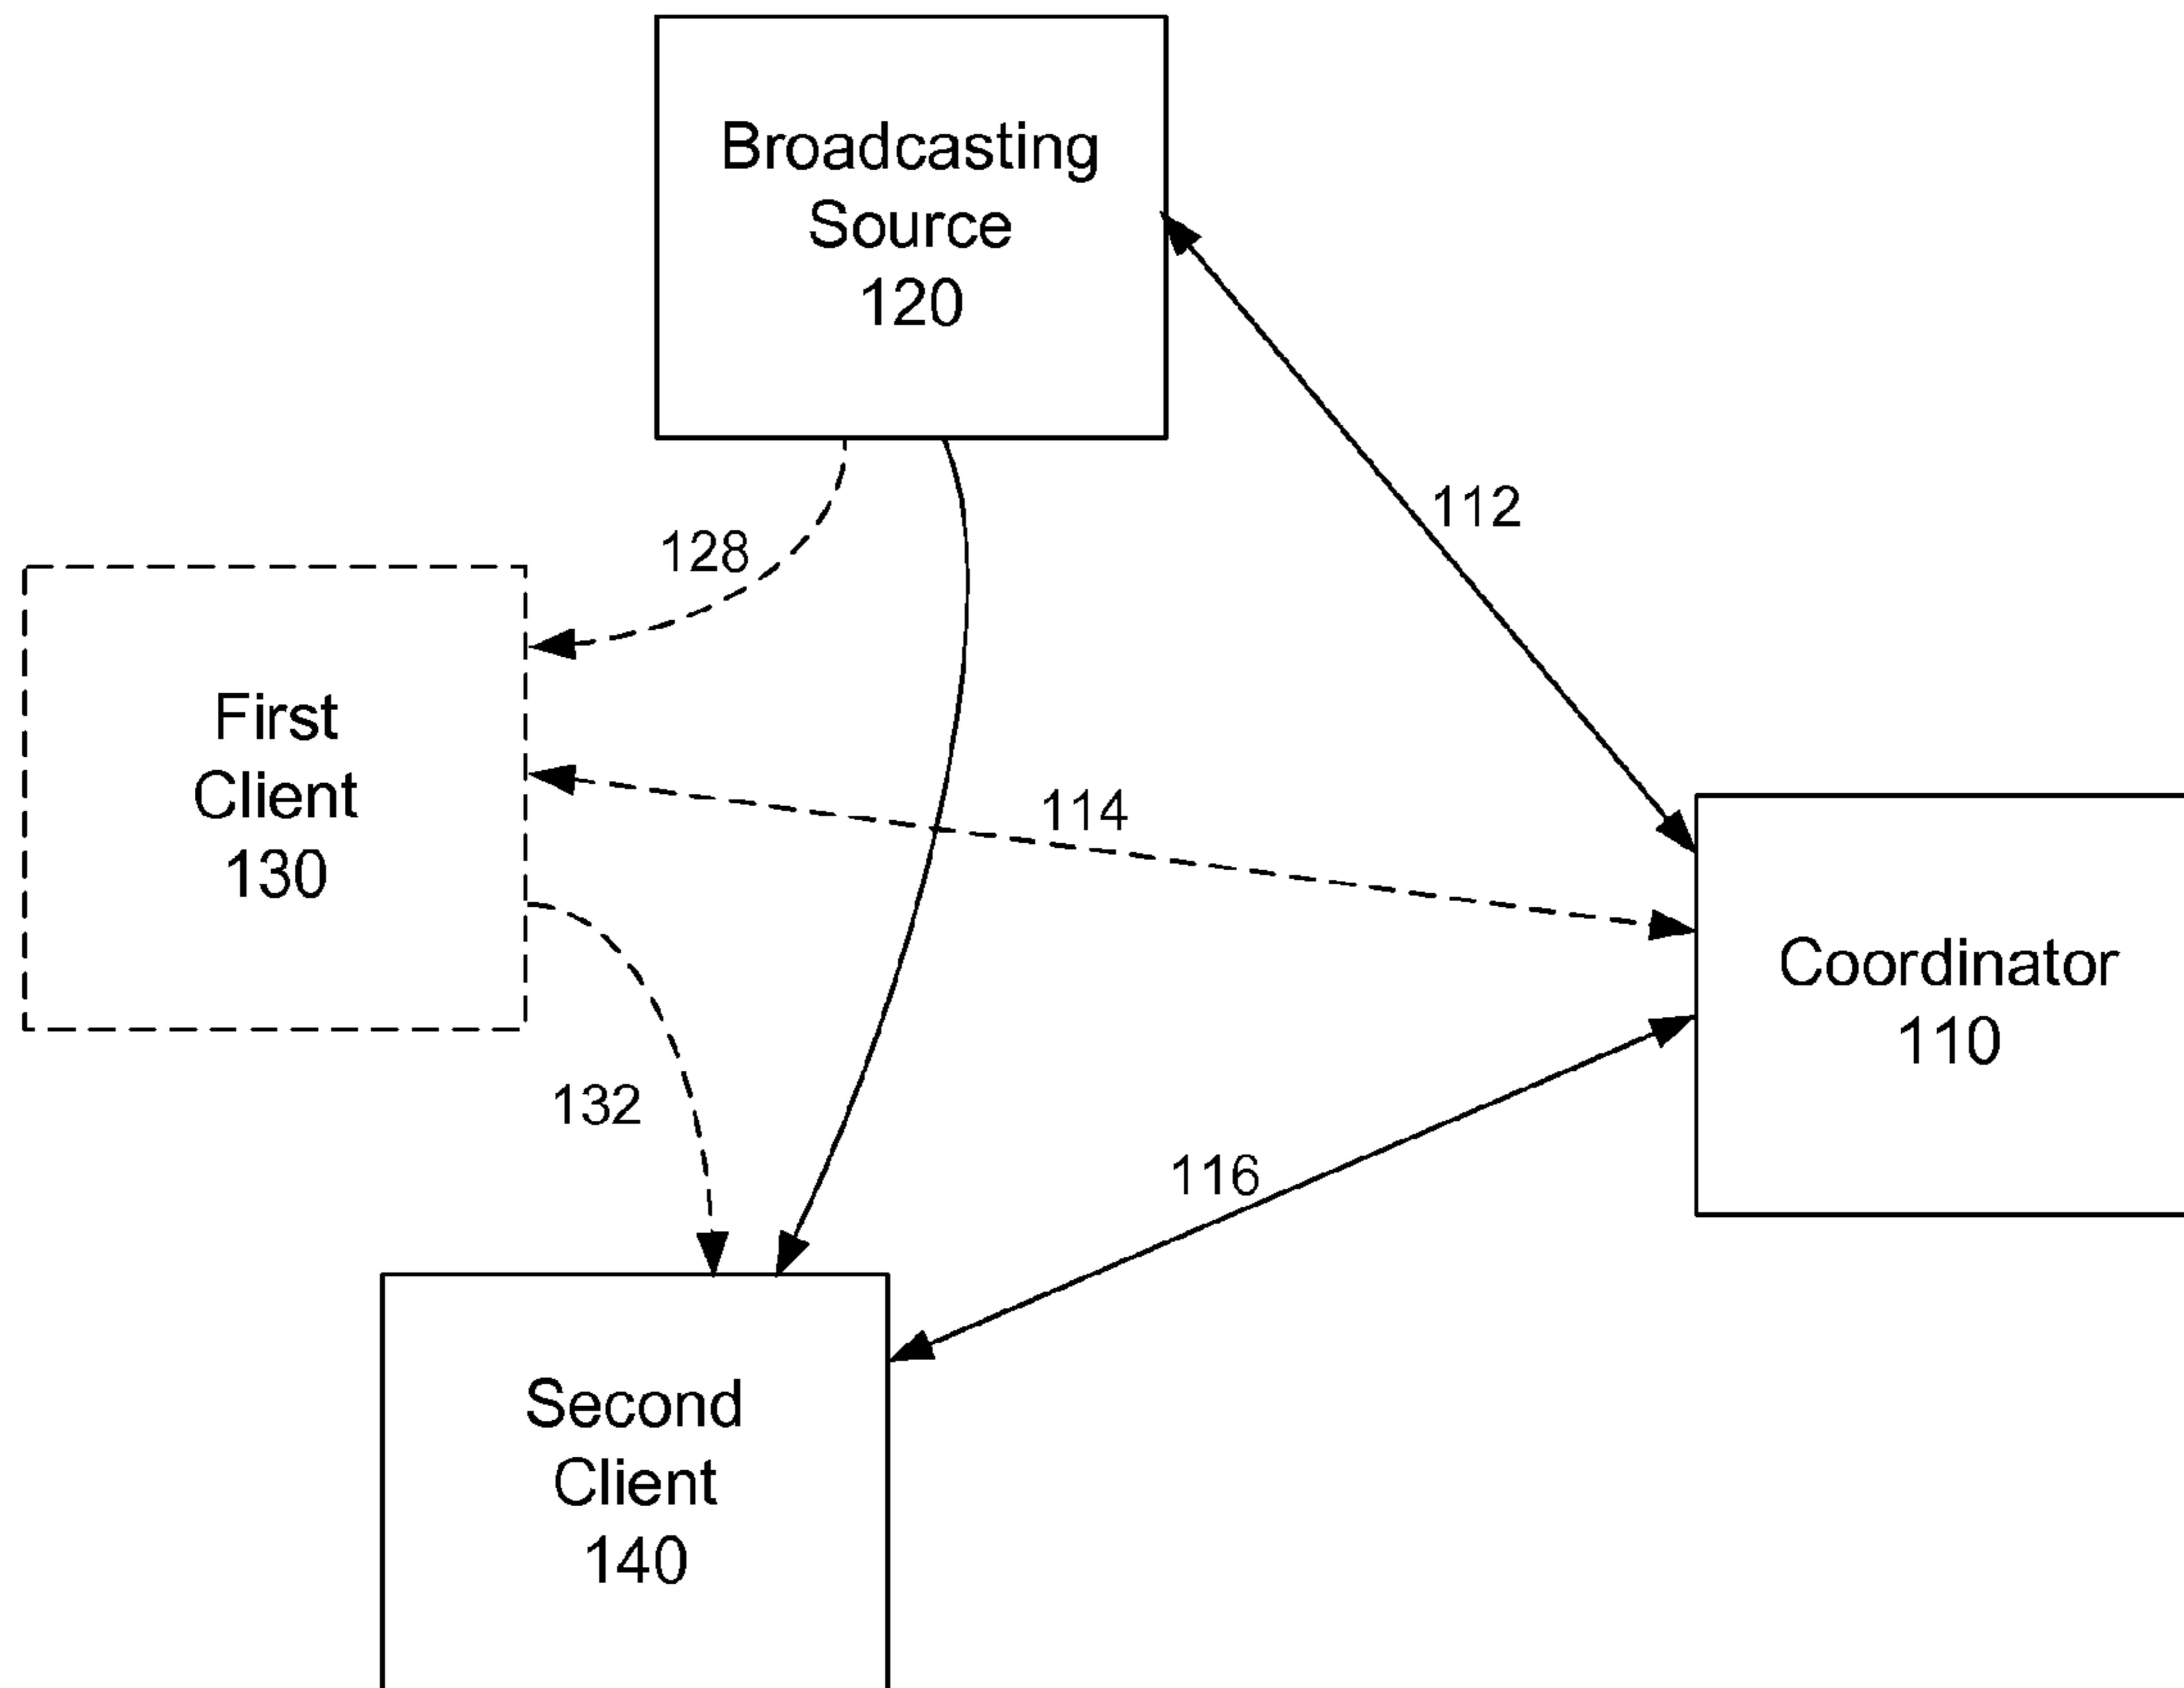 Broadcasting
Source
120
112
128
First
Client
130
114
Coordinator
110
132
116
Second
Client
140